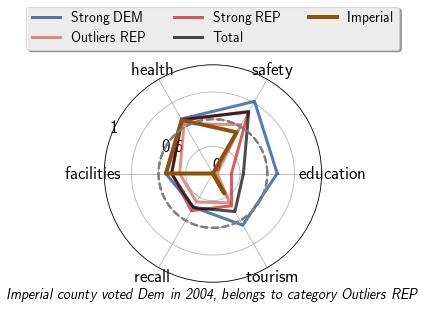 Strong DEM Strong REP Imperial
Outliers REP Total
health safety
1
0.5
0
facilities education
recall tourism
Imperial county voted Dem in 2004, belongs to category Outliers REP